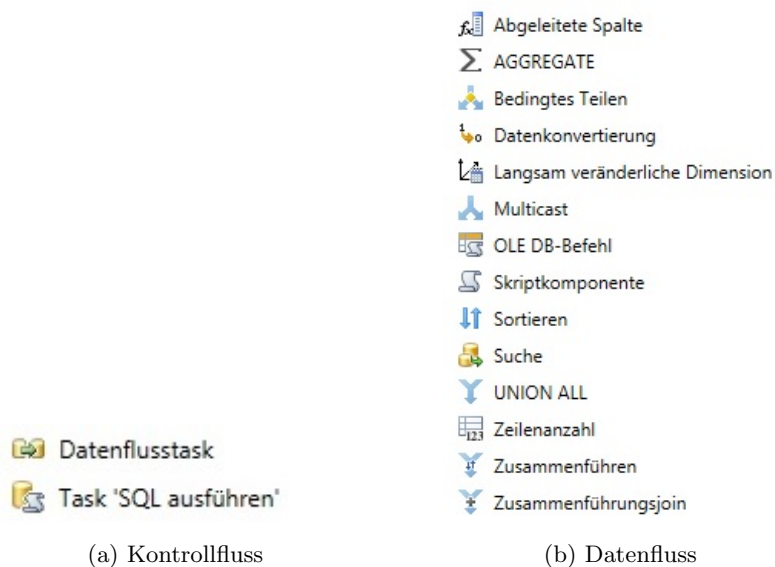 Abgeleitete Spalte
AGGREGATE
Bedingtes Teilen
Datenkonvertierung
Langsam veränderliche Dimension
Multicast
OLE DB-Befehl
Skriptkomponente
Sortieren
Suche
UNION ALL
Zeilenanzahl
Zusammenführen
Zusammenführungsjoin
Datenflusstask
Task 'SQL ausführen'
(a) Kontrollfluss
(b) Datenfluss